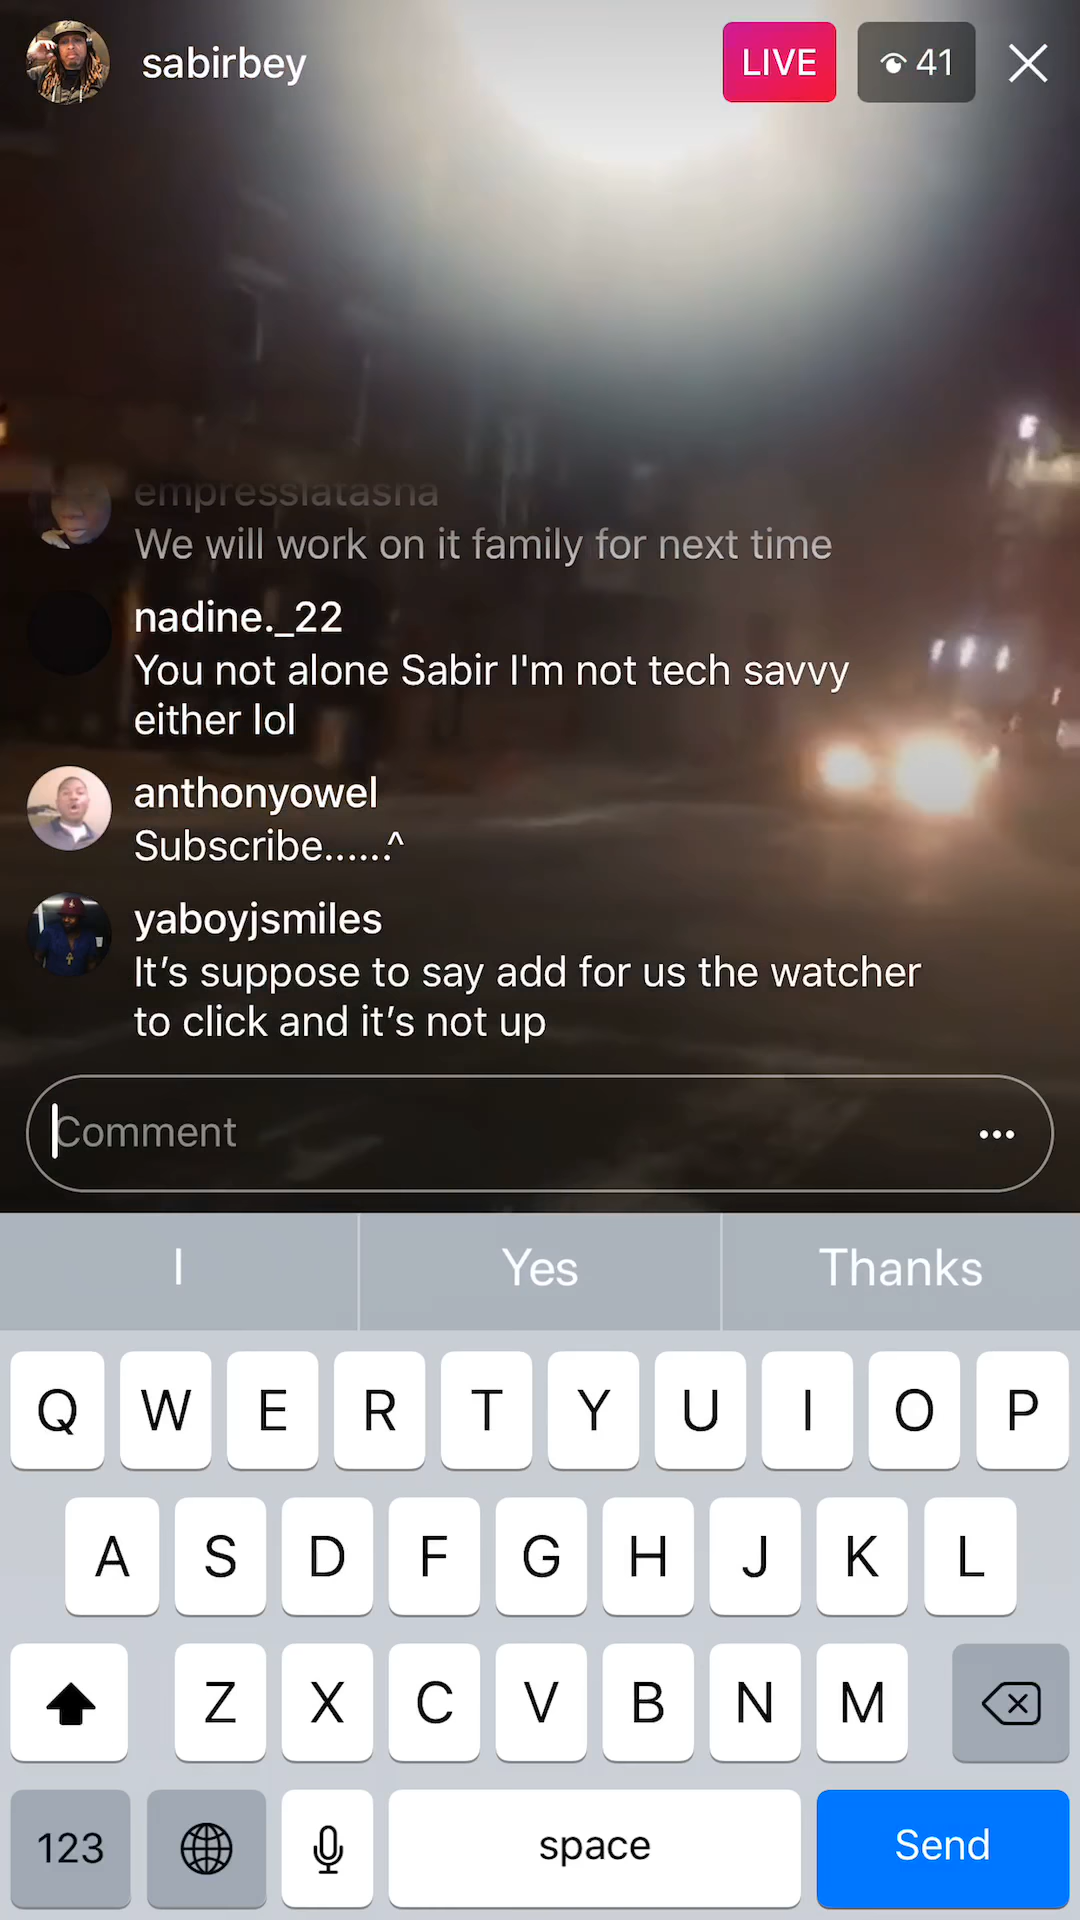 sabirbey
LIVE
41
empresslatasha
We will work on it family for next time
nadine._22
You not alone Sabir I'm not tech savvy
either lol
anthonyowel
Subscribe......^
yaboyjsmiles
It's suppose to say add for us the watcher
to click and it's not up
Comment
I Yes Thanks
Q W E R T Y U I O P
A S D F G H J K L
Z X C V B N M
123 space Send